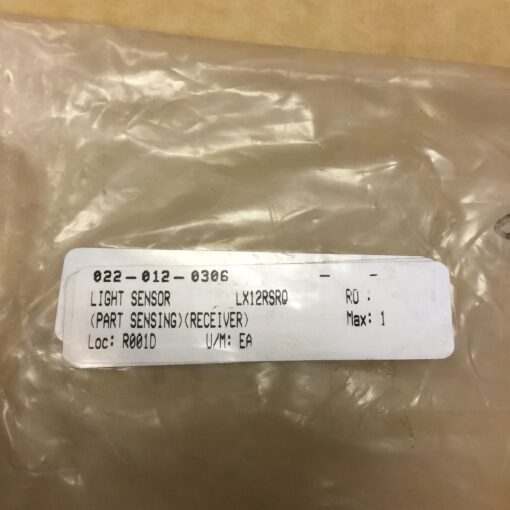 022-012-0306 - -
LIGHT SENSOR LX12RSRQ RO :
(PART SENSING)(RECEIVER) Max: 1
Loc: R001D U/M: EA